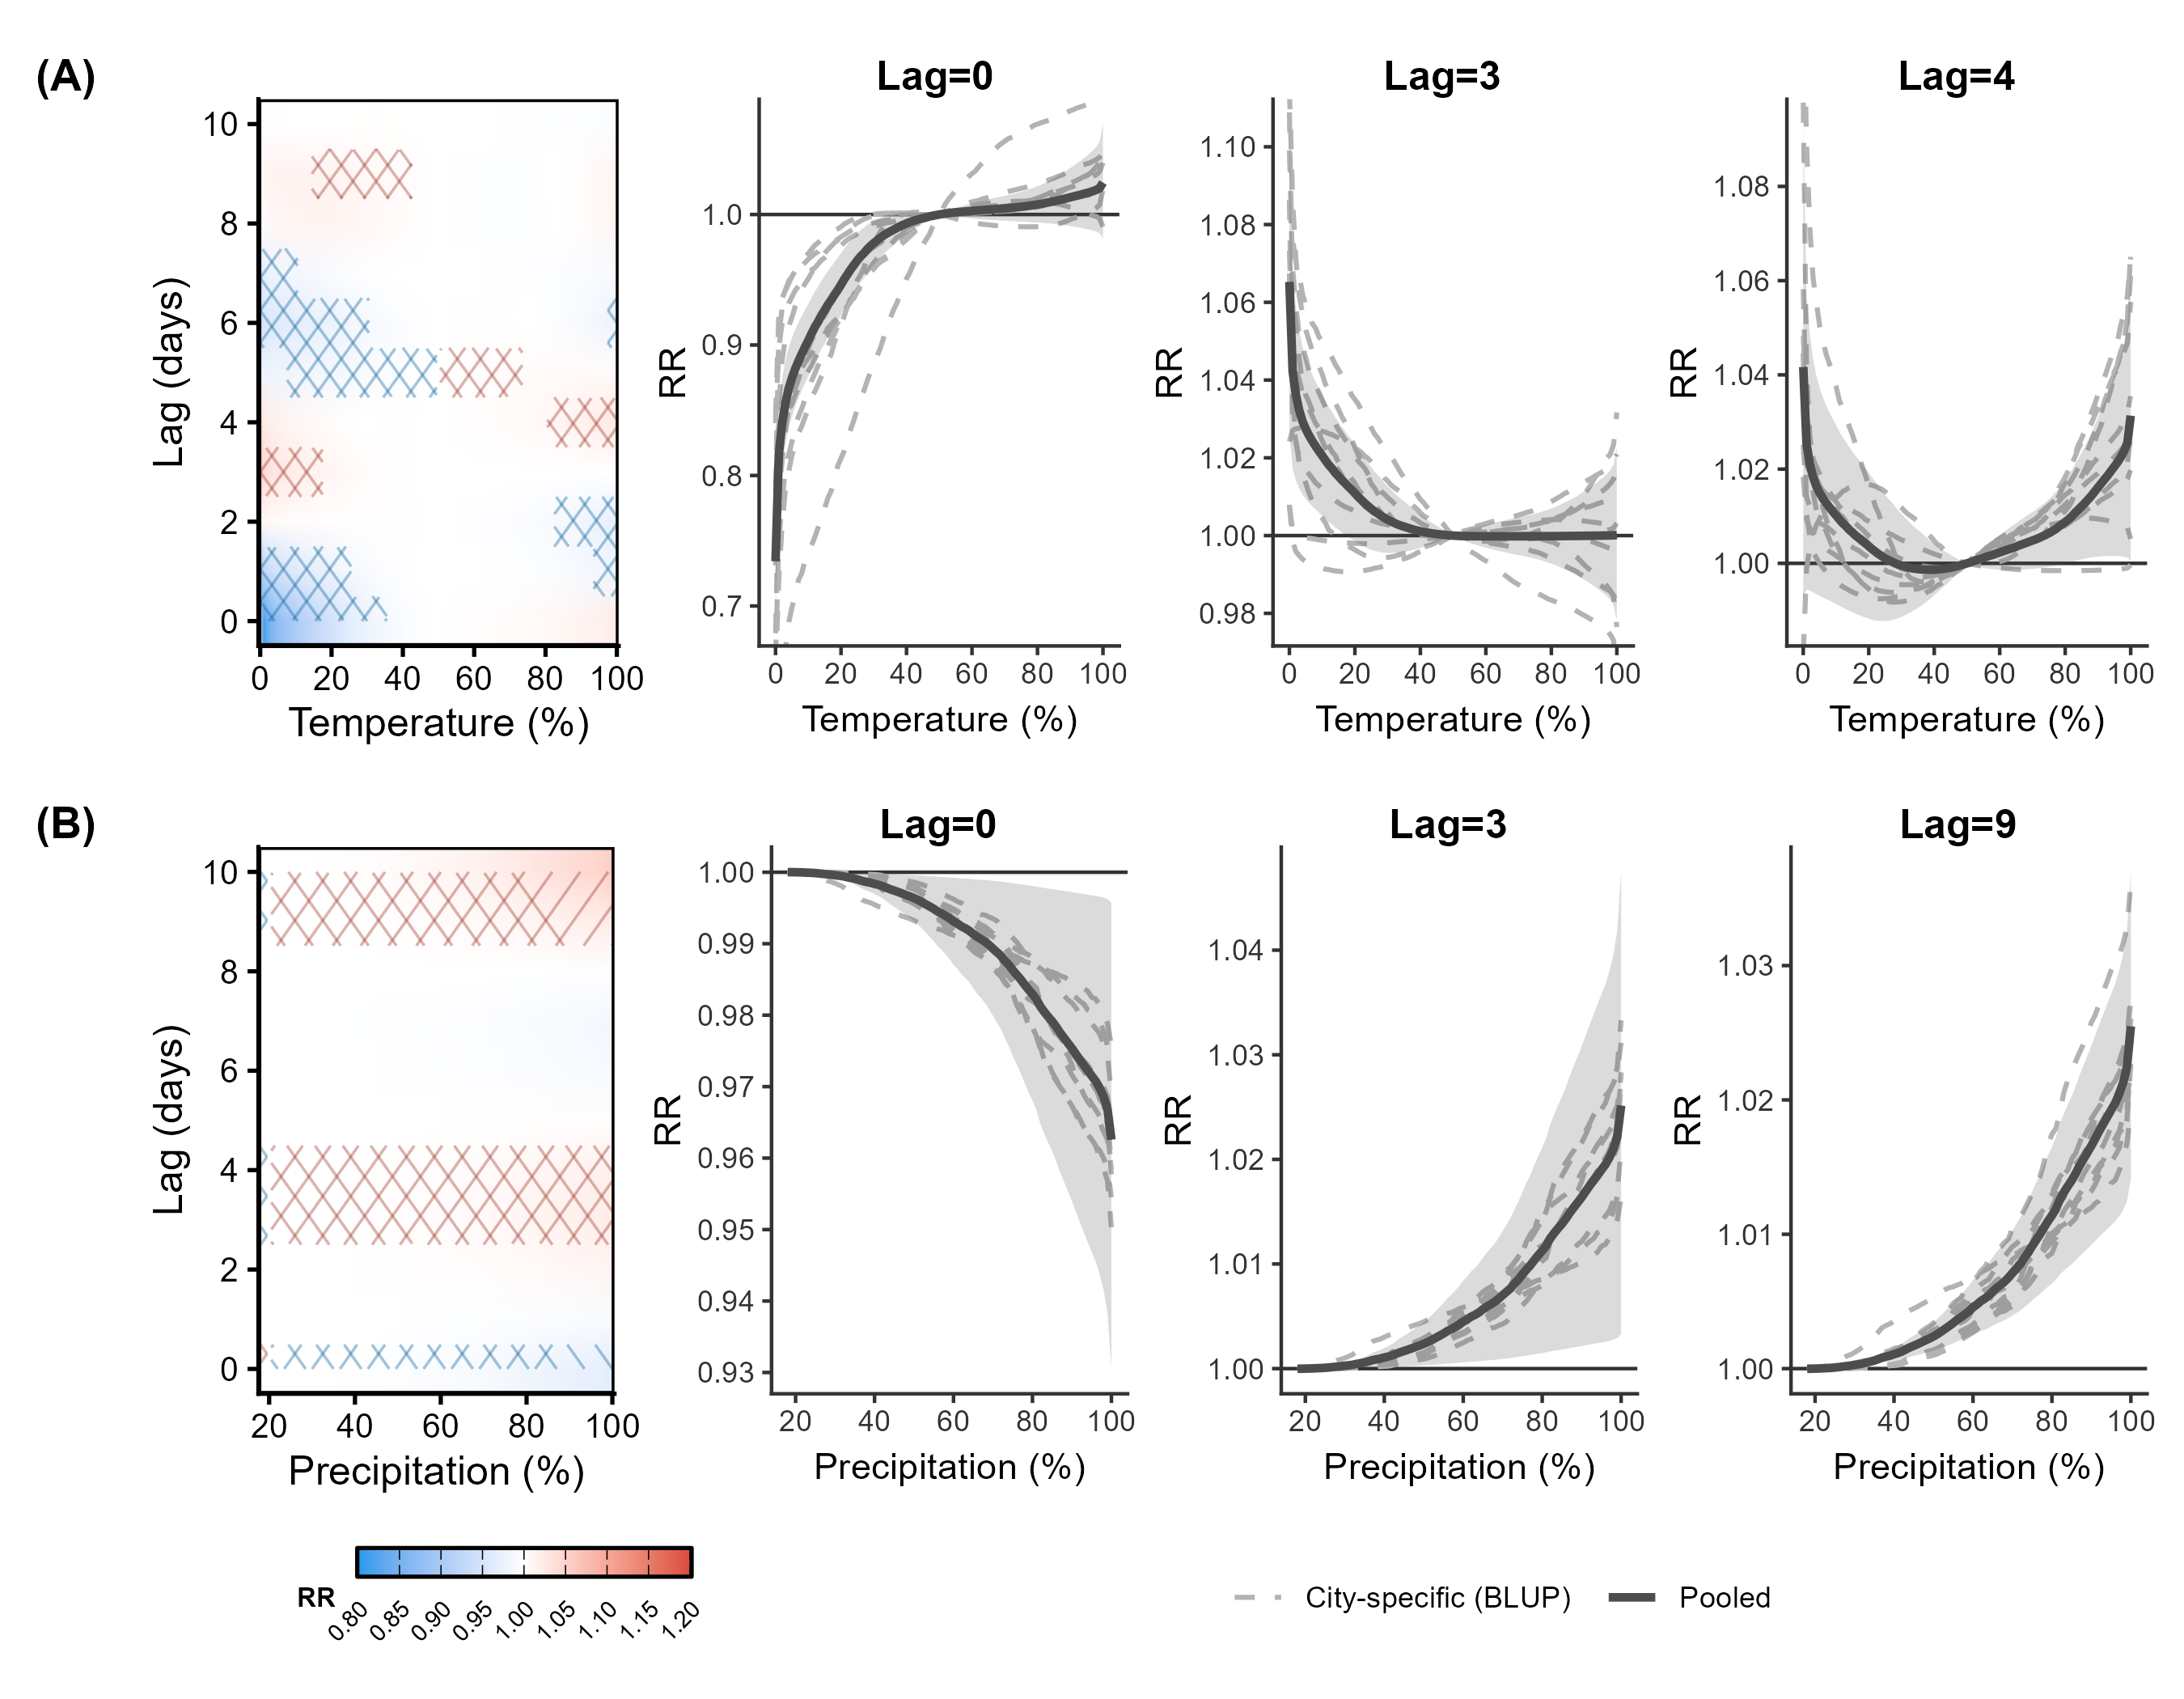 (A)
Lag=0
Lag=3
Lag=4
10
8
6
4
2
0
Lag (days)
0 20 40 60 80 100
Temperature (%)
1.0
0.9
0.8
0.7
RR
0 20 40 60 80 100
Temperature (%)
1.10
1.08
1.06
1.04
1.02
1.00
0.98
RR
0 20 40 60 80 100
Temperature (%)
1.08
1.06
1.04
1.02
1.00
RR
0 20 40 60 80 100
Temperature (%)
(B)
Lag=0
Lag=3
Lag=9
10
8
6
4
2
0
Lag (days)
20 40 60 80 100
Precipitation (%)
1.00
0.99
0.98
0.97
0.96
0.95
0.94
0.93
RR
20 40 60 80 100
Precipitation (%)
1.04
1.03
1.02
1.01
1.00
RR
20 40 60 80 100
Precipitation (%)
1.03
1.02
1.01
1.00
RR
20 40 60 80 100
Precipitation (%)
RR
0.80 0.85 0.90 0.95 1.00 1.05 1.10 1.15 1.20
City-specific (BLUP) Pooled